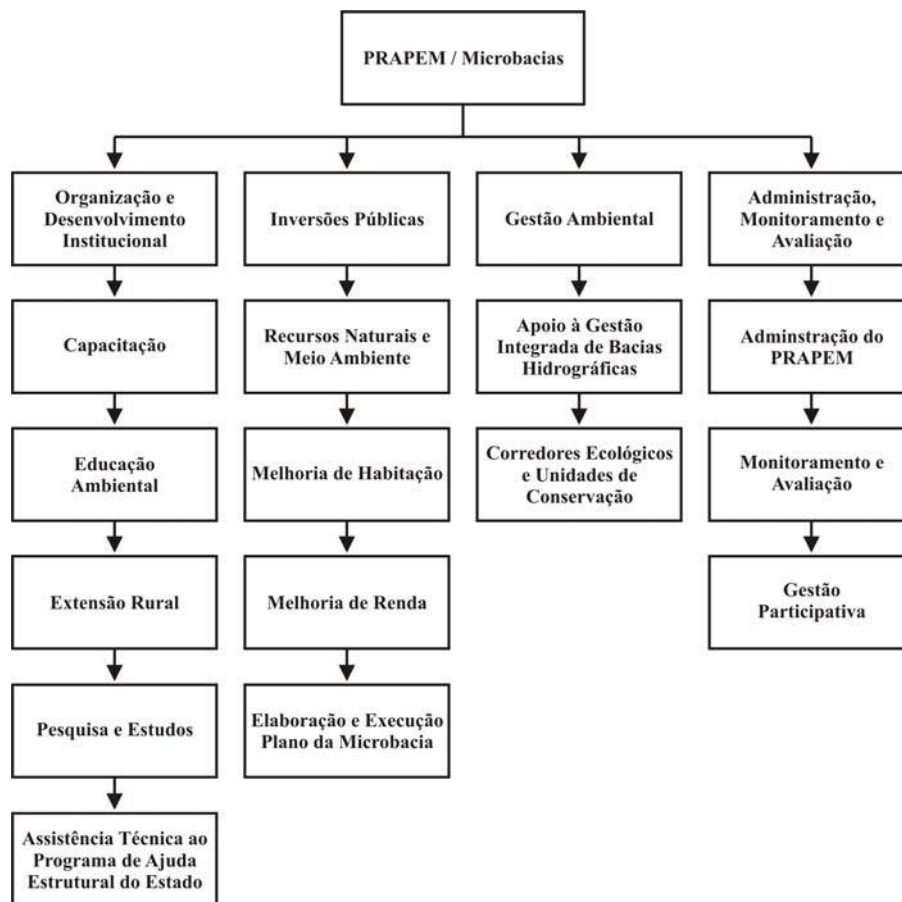 PRAPEM / Microbacias
Organização e
Desenvolvimento
Institucional
Inversões Públicas
Gestão Ambiental
Administração,
Monitoramento e
Avaliação
Capacitação
Recursos Naturais e
Meio Ambiente
Apoio à Gestão
Integrada de Bacias
Hidrográficas
Adminstração do
PRAPEM
Educação
Ambiental
Melhoria de Habitação
Corredores Ecológicos
e Unidades de
Conservação
Monitoramento e
Avaliação
Extensão Rural
Melhoria de Renda
Gestão
Participativa
Pesquisa e Estudos
Elaboração e Execução
Plano da Microbacia
Assistência Técnica ao
Programa de Ajuda
Estrutural do Estado